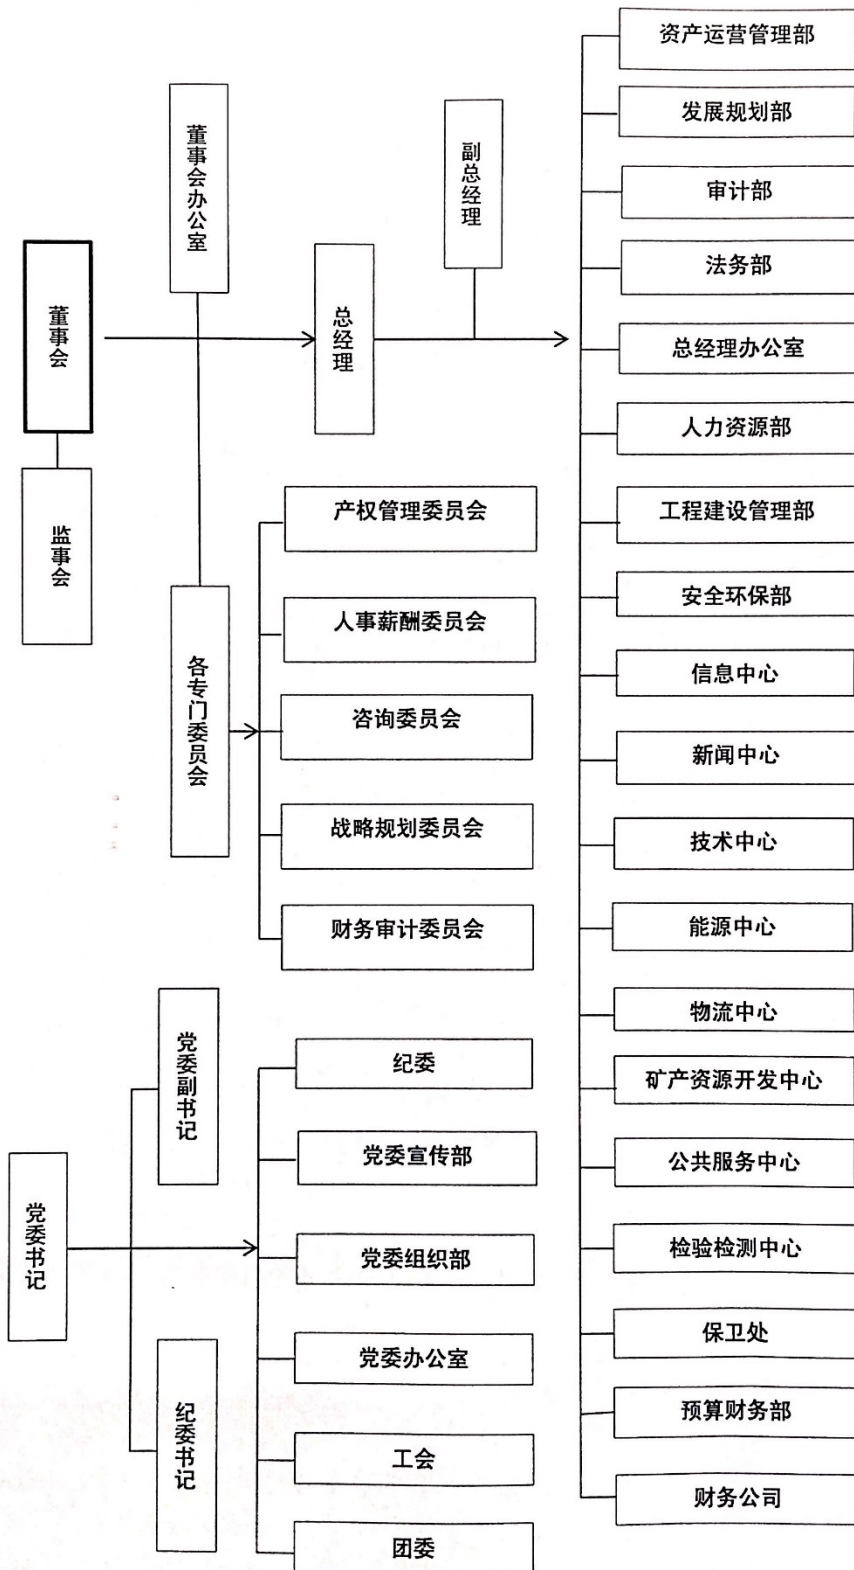 董事会
监事会
董事会办公室
各专门委员会
总经理
副总经理
产权管理委员会
人事薪酬委员会
咨询委员会
战略规划委员会
财务审计委员会
资产运营管理部
发展规划部
审计部
法务部
总经理办公室
人力资源部
工程建设管理部
安全环保部
信息中心
新闻中心
技术中心
能源中心
物流中心
矿产资源开发中心
公共服务中心
检验检测中心
保卫处
预算财务部
财务公司
党委书记
党委副书记
纪委书记
纪委
党委宣传部
党委组织部
党委办公室
工会
团委